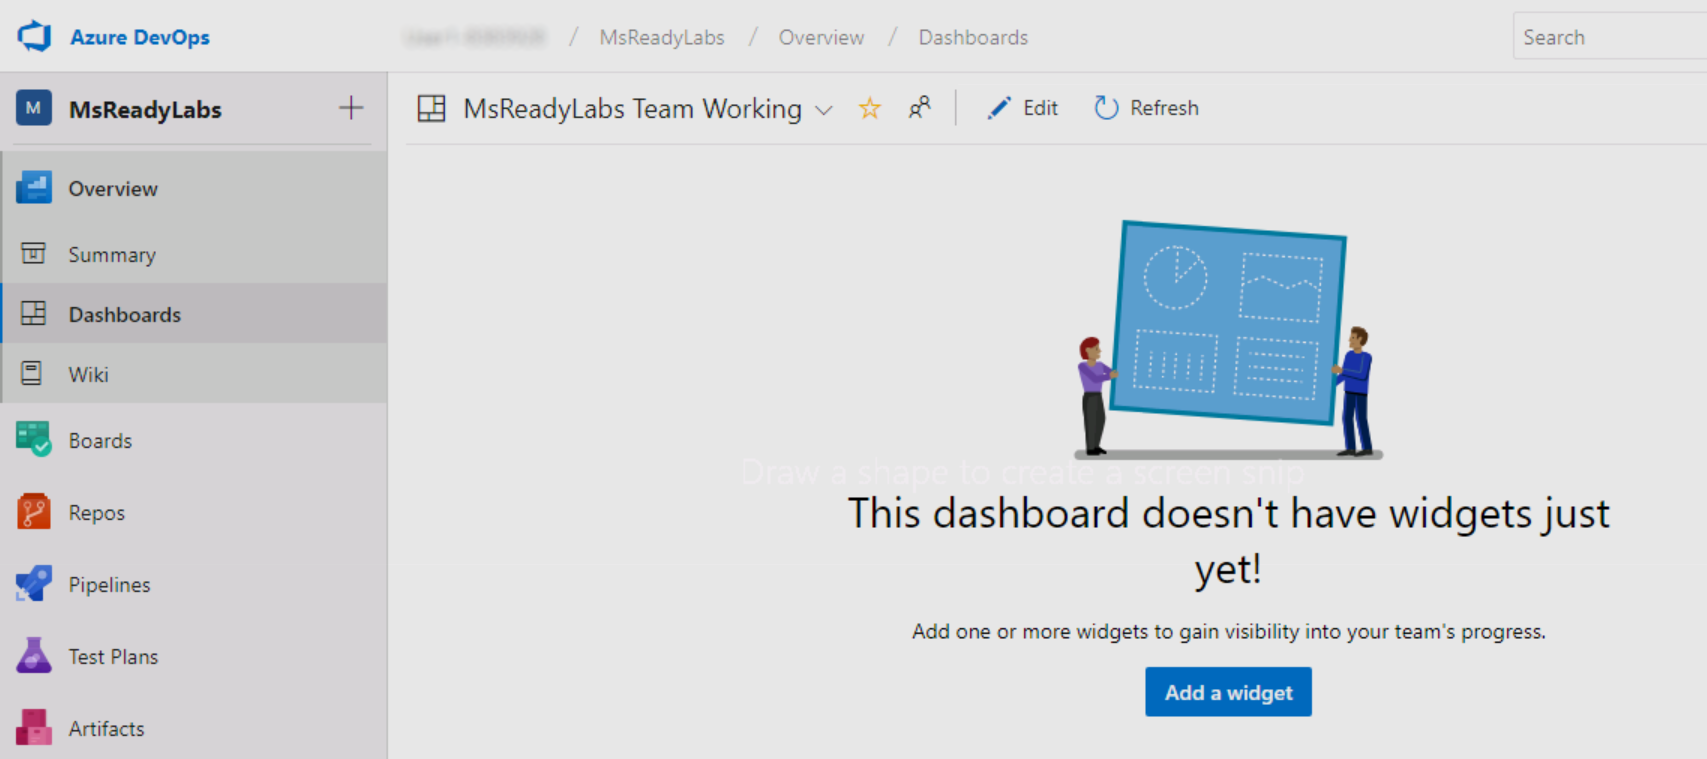 Azure DevOps
/ MsReadyLabs / Overview / Dashboards
Search
M MsReadyLabs
MsReadyLabs Team Working
Edit
Refresh
Overview
Summary
Dashboards
Wiki
Boards
Repos
Pipelines
Test Plans
Artifacts
Draw a shape to create a screen snip
This dashboard doesn't have widgets just
yet!
Add one or more widgets to gain visibility into your team's progress.
Add a widget